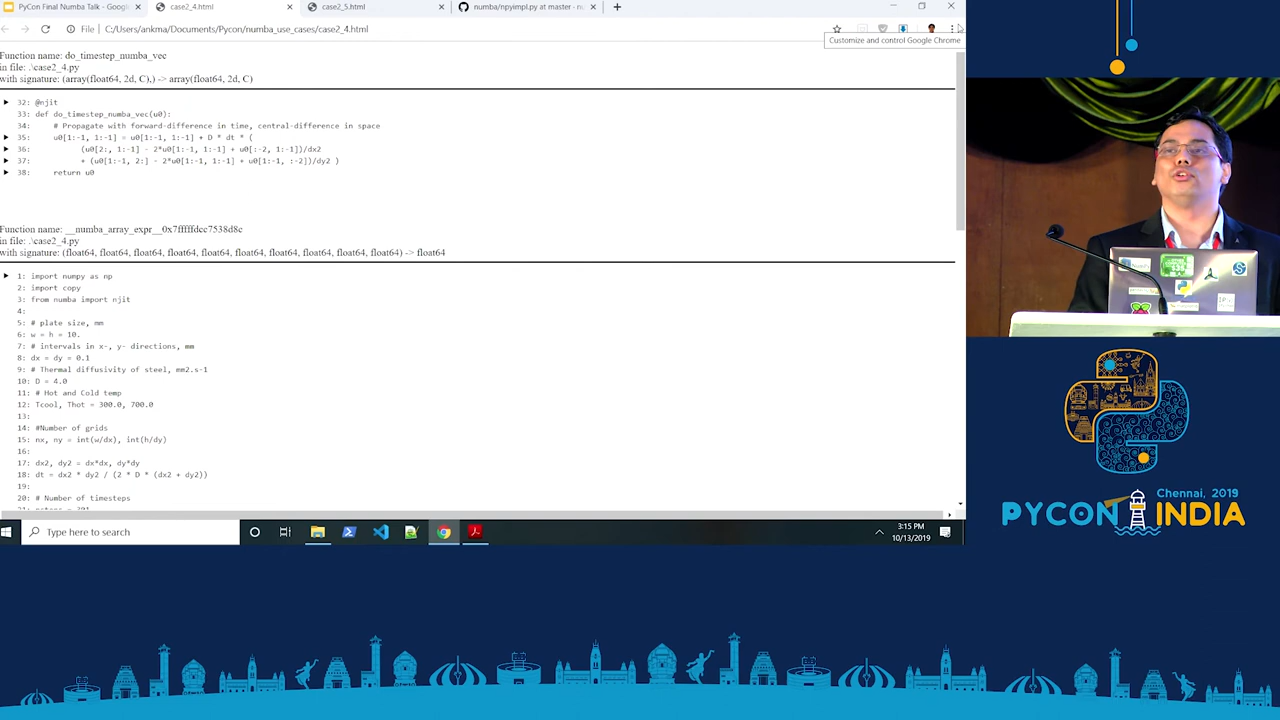 PyCon Final Numba Talk - Googl
case2_4.html
case2_5.html
numba/npyimpl.py at master · num
File
C:/Users/ankma/Documents/Pycon/numba_use_cases/case2_4.html
Customize and control Google Chrome
Function name: do_timestep_numba_vec
in file: .\case2_4.py
with signature: (array(float64, 2d, C),) -> array(float64, 2d, C)
32: @njit
33: def do_timestep_numba_vec(u0):
34: # Propagate with forward-difference in time, central-difference in space
35: u0[1:-1, 1:-1] = u0[1:-1, 1:-1] + D * dt * (
36: (u0[2:, 1:-1] - 2*u0[1:-1, 1:-1] + u0[:-2, 1:-1])/dx2
37: + (u0[1:-1, 2:] - 2*u0[1:-1, 1:-1] + u0[1:-1, :-2])/dy2 )
38: return u0
Function name: __numba_array_expr__0x7fffffdcc7538d8c
in file: .\case2_4.py
with signature: (float64, float64, float64, float64, float64, float64, float64, float64, float64, float64) -> float64
1: import numpy as np
2: import copy
3: from numba import njit
4:
5: # plate size, mm
6: w = h = 10.
7: # intervals in x-, y- directions, mm
8: dx = dy = 0.1
9: # Thermal diffusivity of steel, mm2.s-1
10: D = 4.0
11: # Hot and Cold temp
12: Tcool, Thot = 300.0, 700.0
13:
14: #Number of grids
15: nx, ny = int(w/dx), int(h/dy)
16:
17: dx2, dy2 = dx*dx, dy*dy
18: dt = dx2 * dy2 / (2 * D * (dx2 + dy2))
19:
20: # Number of timesteps
Type here to search
3:15 PM
10/13/2019
Chennai, 2019
PYCON INDIA